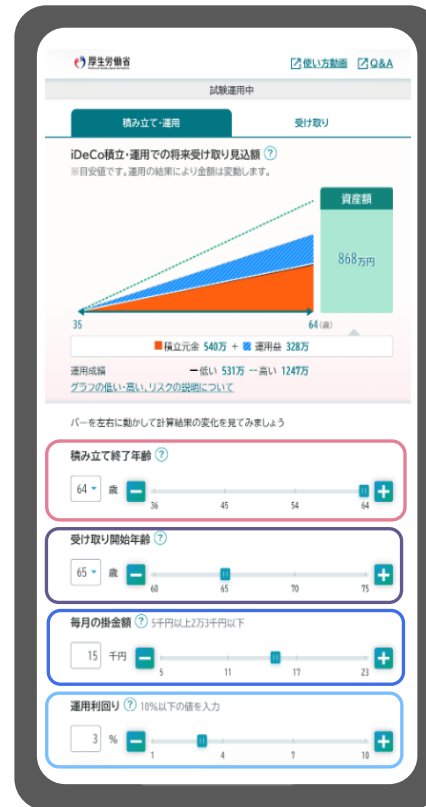 厚生労働省
使い方動画 Q&A
試験運用中
積み立て・運用 受け取り
iDeCo積立・運用での将来受け取り見込額 ?
※目安値です。運用の結果により金額は変動します。
資産額
868万円
35 64 (歳)
積立元金 540万 + 運用益 328万
運用成績 低い 531万 高い 1247万
グラフの低い・高い、リスクの説明について
バーを左右に動かして計算結果の変化を見てみましょう
積み立て終了年齢 ?
64 歳
36 45 54 64
受け取り開始年齢 ?
65 歳
60 65 70 75
毎月の掛金額 ? 5千円以上2万3千円以下
15 千円
5 11 17 23
運用利回り ? 10%以下の値を入力
3 %
1 4 7 10